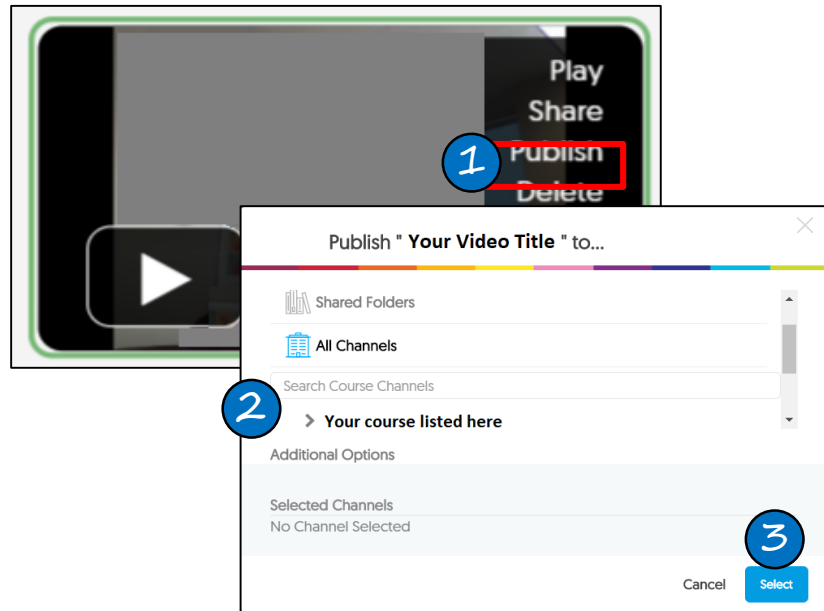 Play
Share
1
Publish
Delete
Publish " Your Video Title " to...
Shared Folders
All Channels
Search Course Channels
2
Your course listed here
Additional Options
Selected Channels
No Channel Selected
3
Cancel Select